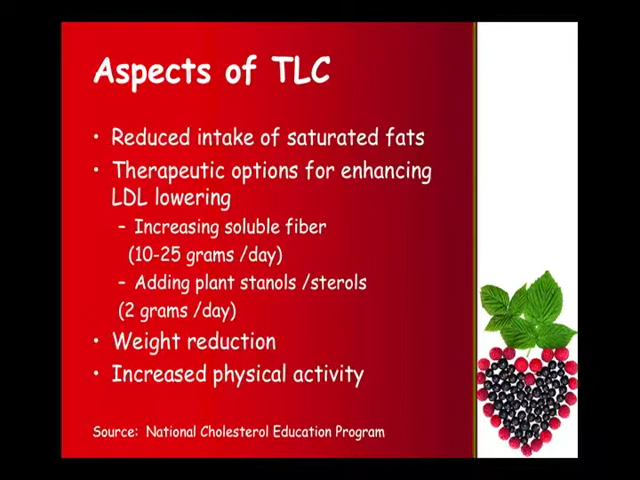 Aspects of TLC
• Reduced intake of saturated fats
• Therapeutic options for enhancing
LDL lowering
– Increasing soluble fiber
(10-25 grams /day)
– Adding plant stanols /sterols
(2 grams /day)
• Weight reduction
• Increased physical activity
Source: National Cholesterol Education Program